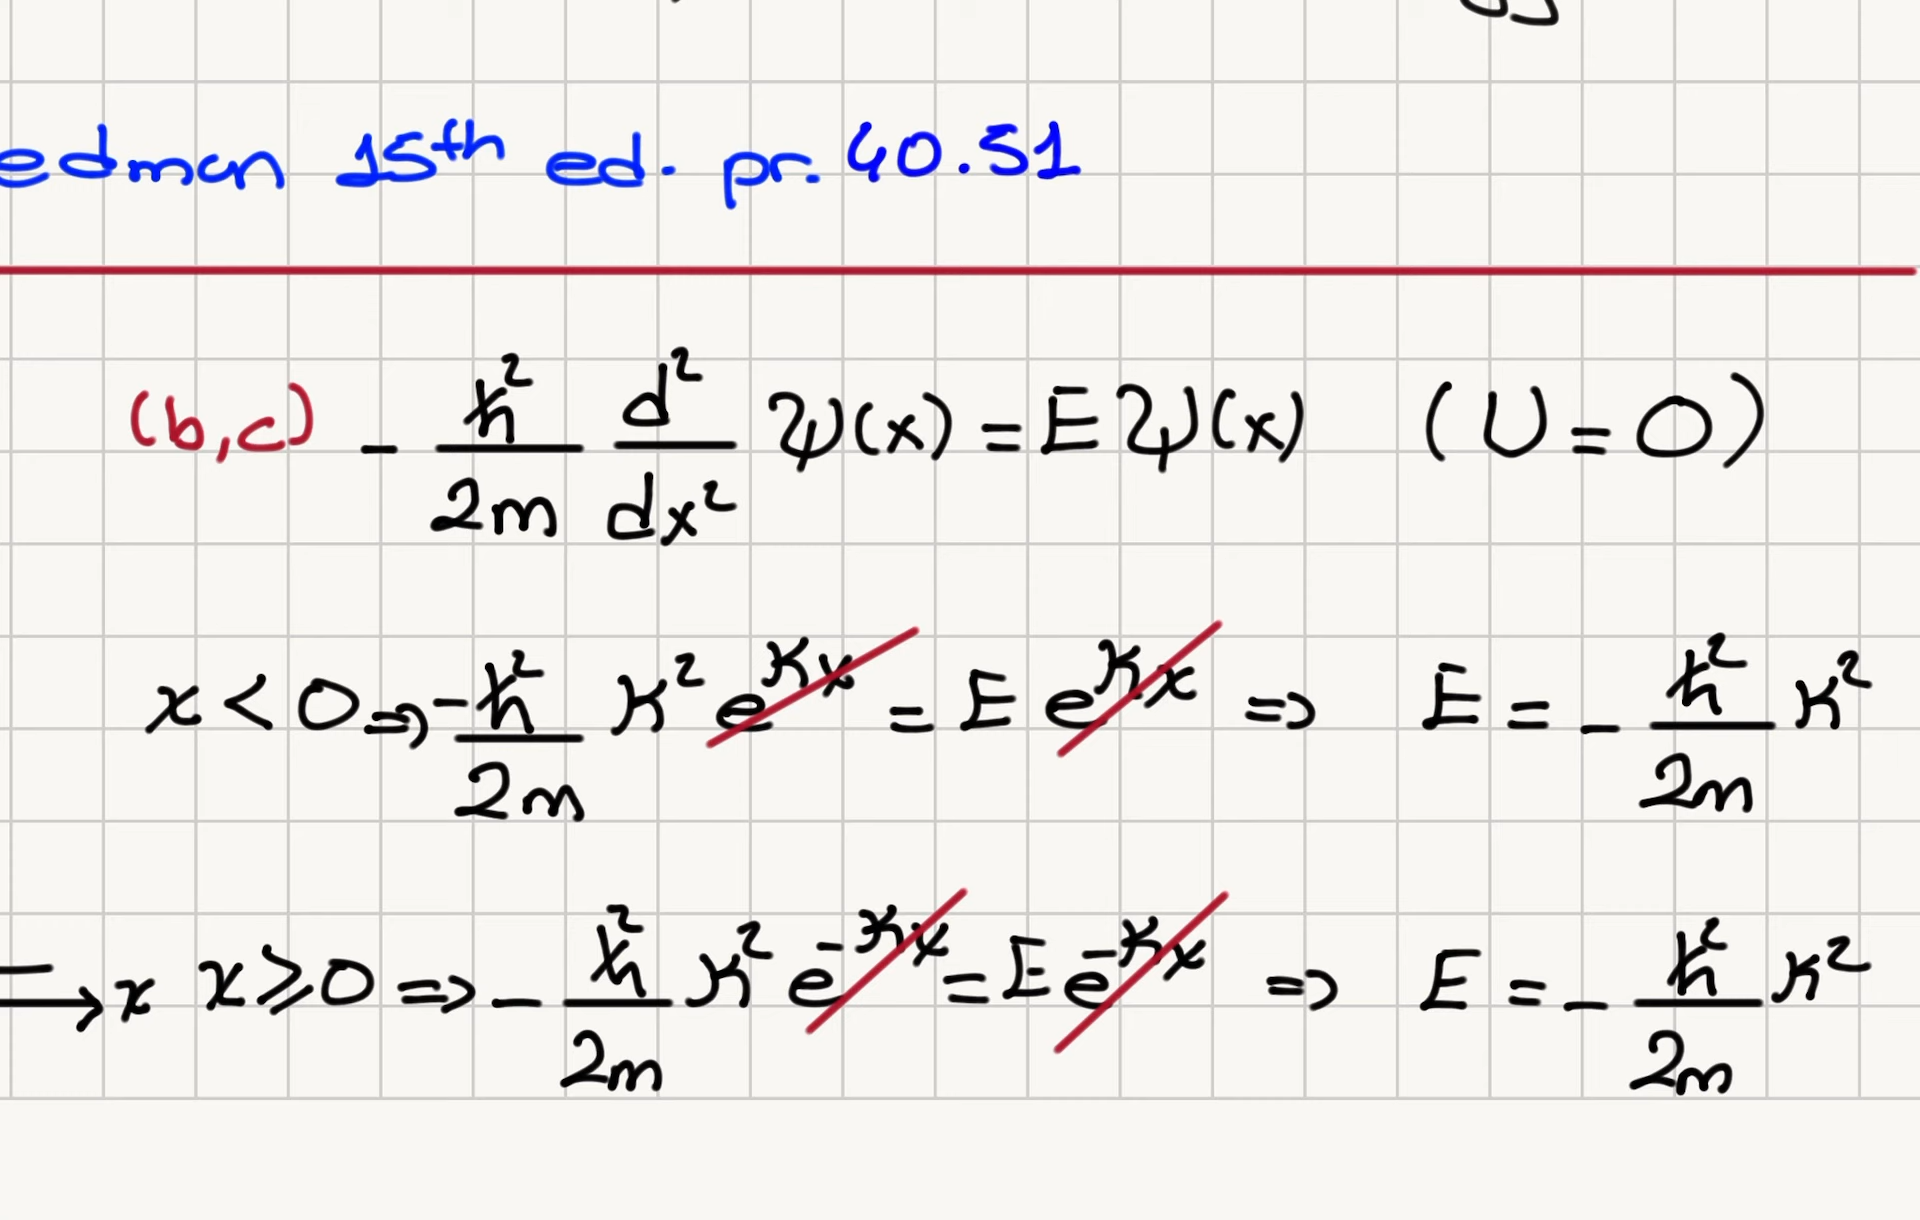 edman 15th ed. pr. 40.51
(b,c) - ħ²/2m d²/dx² ψ(x) = Eψ(x) (U=0)
x < 0 ⇒ - ħ²/2m κ² e^κx = E e^κx ⇒ E = - ħ²/2m κ²
→ x x ⩾ 0 ⇒ - ħ²/2m κ² e^-κx = E e^-κx ⇒ E = - ħ²/2m κ²